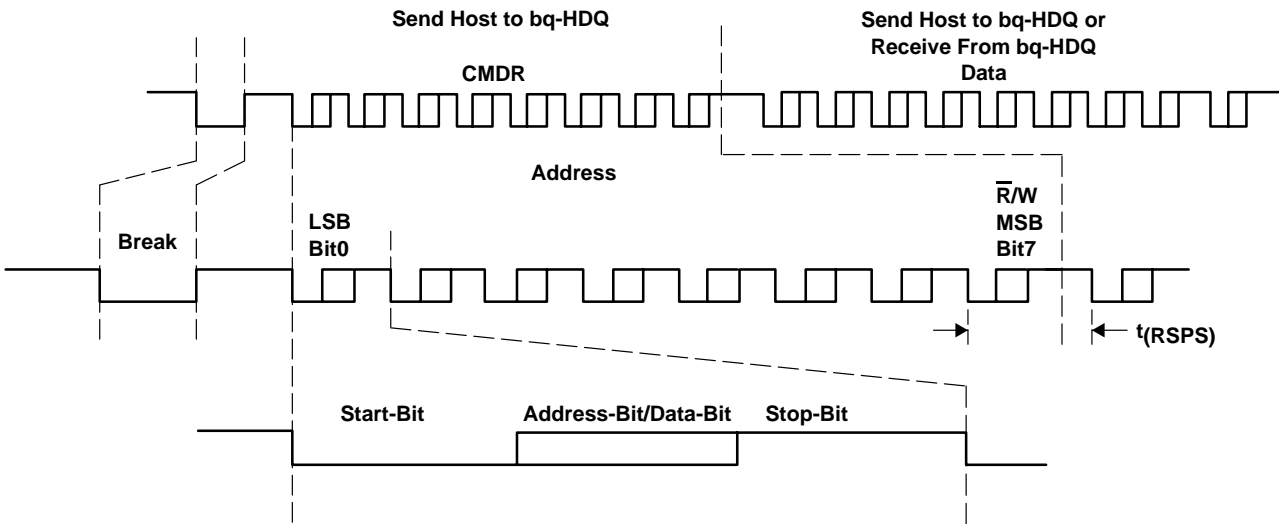 Send Host to bq-HDQ
Send Host to bq-HDQ or
Receive From bq-HDQ
CMDR
Data
Address
R̅/W
MSB
Bit7
LSB
Bit0
Break
t(RSPS)
Start-Bit
Address-Bit/Data-Bit
Stop-Bit